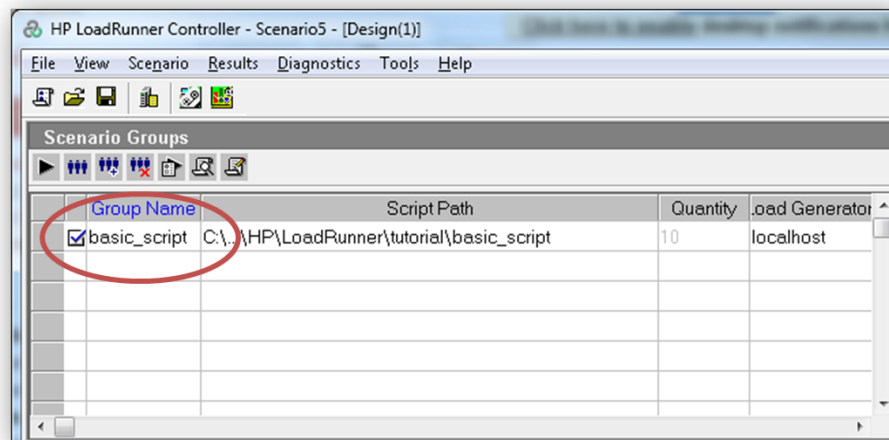 HP LoadRunner Controller - Scenario5 - [Design(1)]
File View Scenario Results Diagnostics Tools Help
Scenario Groups
Group Name Script Path Quantity .oad Generator
basic_script C:\...\HP\LoadRunner\tutorial\basic_script 10 localhost